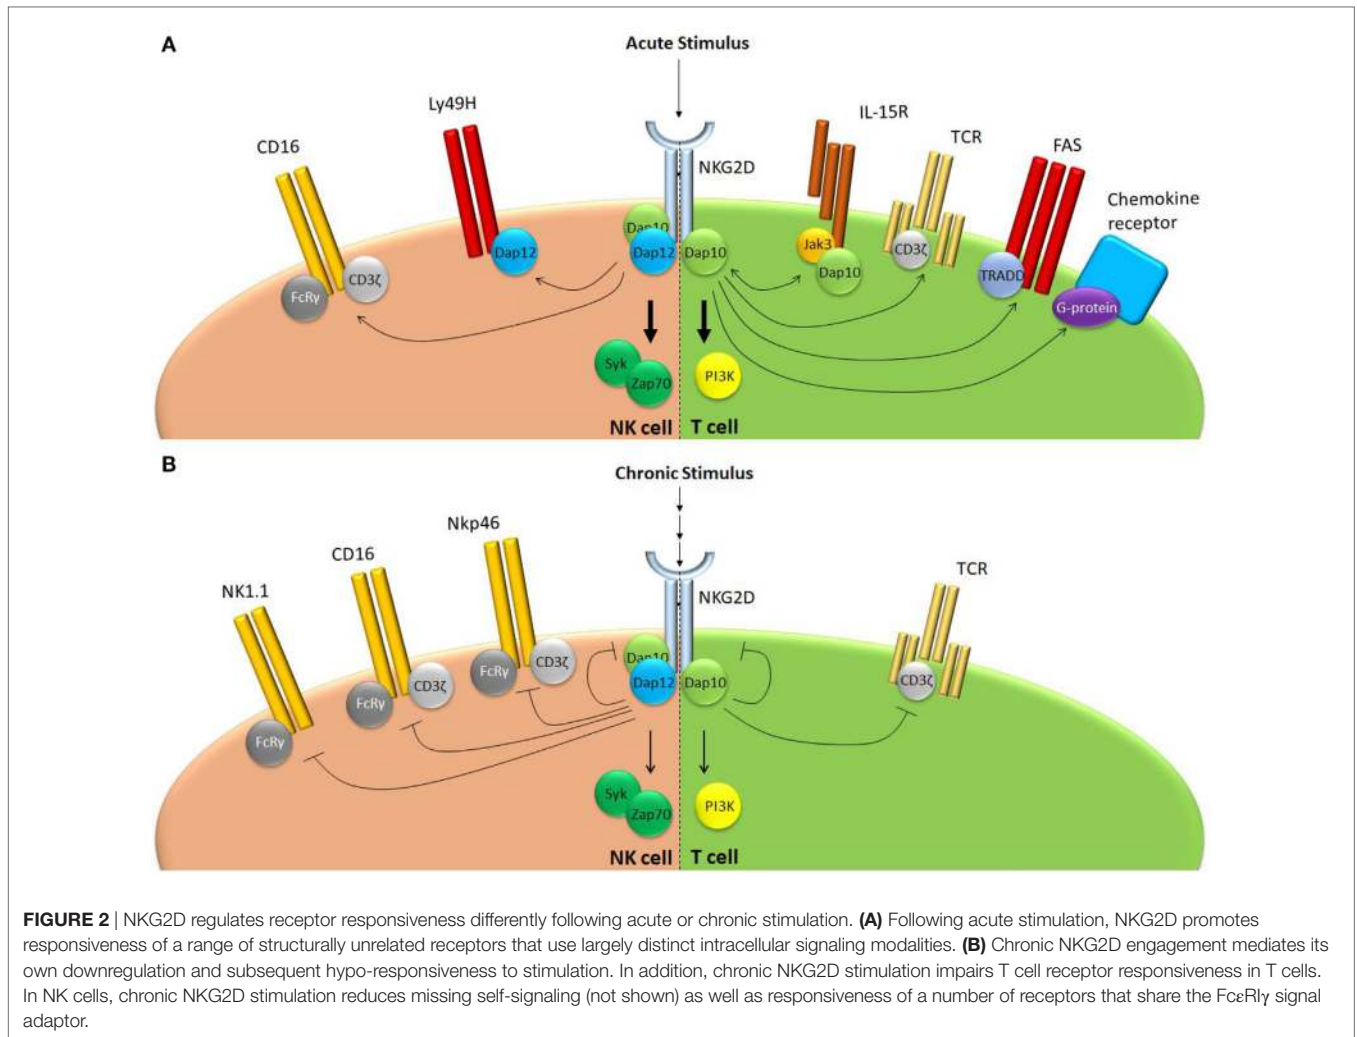 A
Acute Stimulus
Ly49H
IL-15R
CD16
TCR
FAS
NKG2D
Chemokine
receptor
Dap10
Dap12
Dap12
Dap10
Jak3
CD3ζ
Dap10
TRADD
CD3ζ
FcRγ
G-protein
Syk
Zap70
PI3K
NK cell
T cell
B
Chronic Stimulus
Nkp46
CD16
NK1.1
TCR
NKG2D
Dap10
Dap12
Dap10
CD3ζ
FcRγ
CD3ζ
FcRγ
CD3ζ
FcRγ
Syk
Zap70
PI3K
NK cell
T cell
FIGURE 2 | NKG2D regulates receptor responsiveness differently following acute or chronic stimulation. (A) Following acute stimulation, NKG2D promotes
responsiveness of a range of structurally unrelated receptors that use largely distinct intracellular signaling modalities. (B) Chronic NKG2D engagement mediates its
own downregulation and subsequent hypo-responsiveness to stimulation. In addition, chronic NKG2D stimulation impairs T cell receptor responsiveness in T cells.
In NK cells, chronic NKG2D stimulation reduces missing self-signaling (not shown) as well as responsiveness of a number of receptors that share the FcεRIγ signal
adaptor.